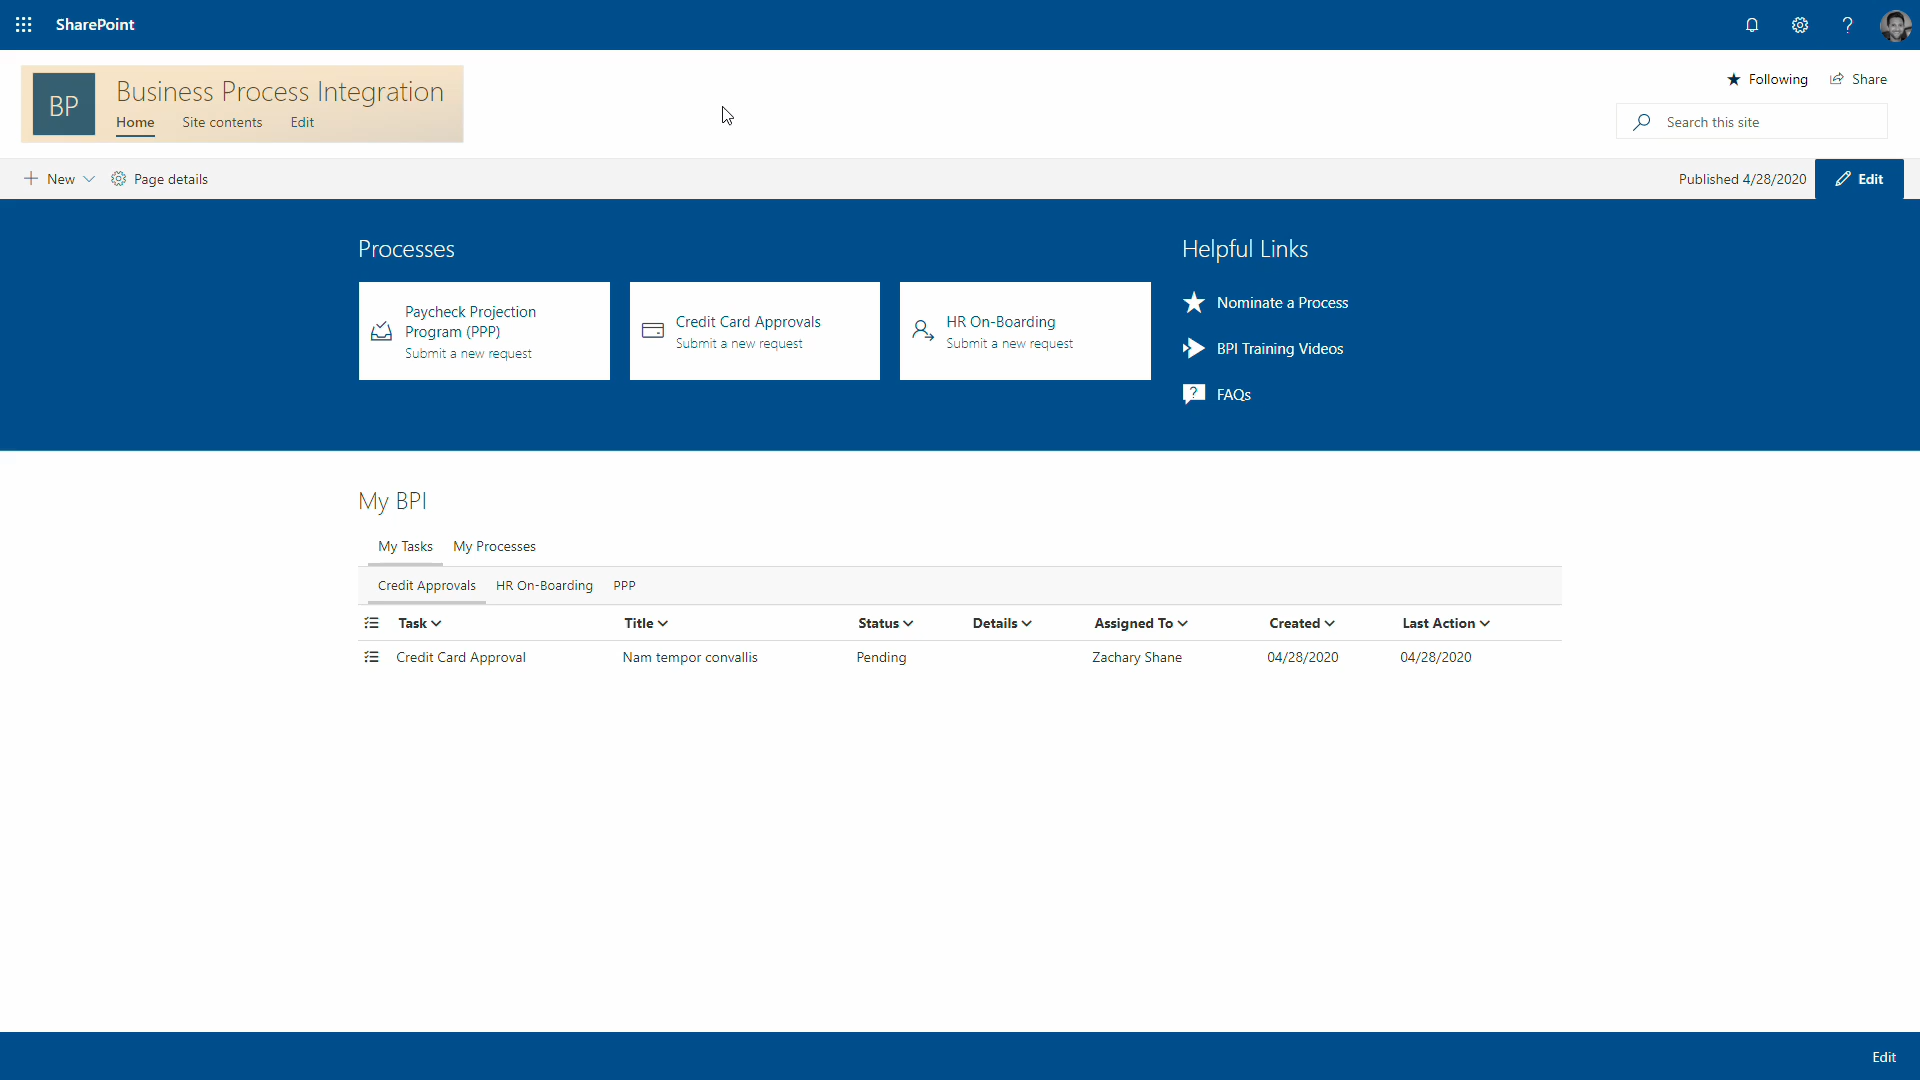 SharePoint
BP
Business Process Integration
Home Site contents Edit
Following Share
Search this site
New Page details
Published 4/28/2020 Edit
Processes
Paycheck Projection
Program (PPP)
Submit a new request
Credit Card Approvals
Submit a new request
HR On-Boarding
Submit a new request
Helpful Links
Nominate a Process
BPI Training Videos
? FAQs
My BPI
My Tasks My Processes
Credit Approvals HR On-Boarding PPP
Task Title Status Details Assigned To Created Last Action
Credit Card Approval Nam tempor convallis Pending Zachary Shane 04/28/2020 04/28/2020
Edit